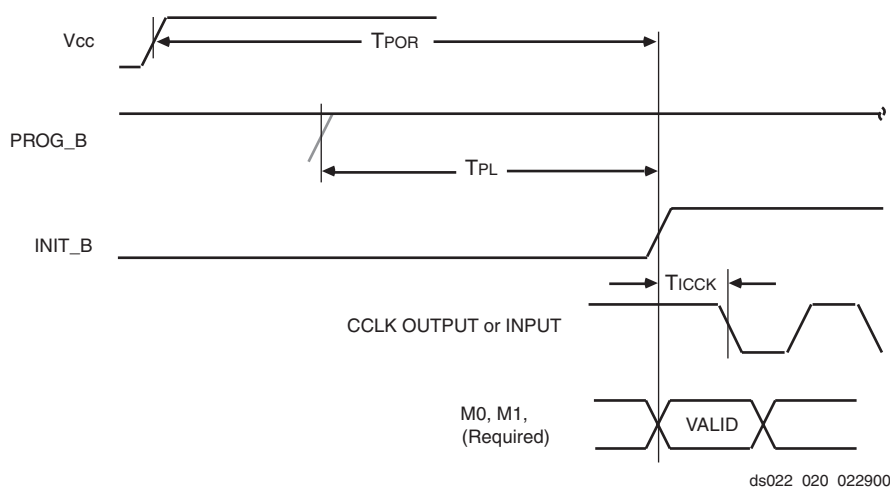 Vcc
TPOR
PROG_B
TPL
INIT_B
TICCK
CCLK OUTPUT or INPUT
M0, M1,
(Required)
VALID
ds022_020_022900